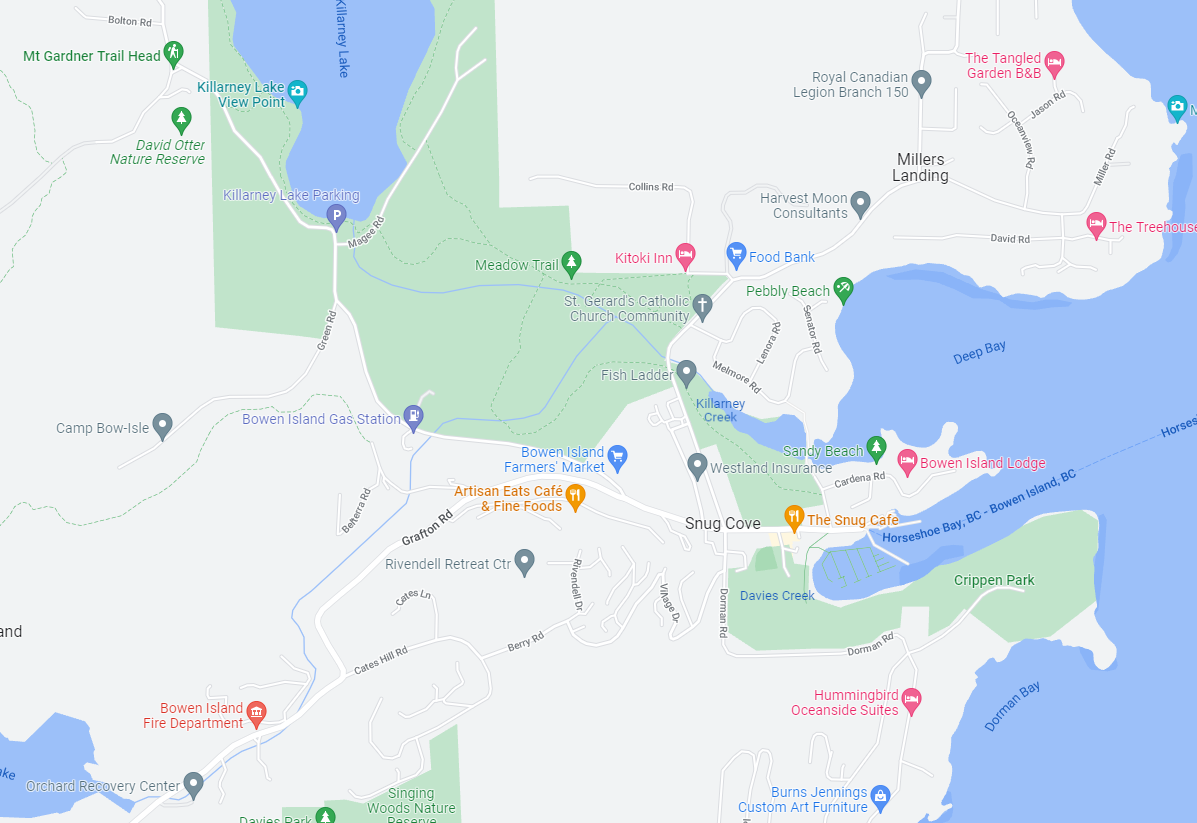 Bolton Rd
Killarney Lake
Mt Gardner Trail Head
The Tangled
Garden B&B
Royal Canadian
Legion Branch 150
Killarney Lake
View Point
Jason Rd
Oceanview Rd
M
David Otter
Nature Reserve
Millers
Landing
Miller Rd
Collins Rd
Killarney Lake Parking
P
Harvest Moon
Consultants
Magee Rd
The Treehouse
David Rd
Meadow Trail
Kitoki Inn
Food Bank
Pebbly Beach
St. Gerard's Catholic
Church Community
Green Rd
Lenora Rd
Senator Rd
Deep Bay
Melmore Rd
Fish Ladder
Killarney
Creek
Bowen Island Gas Station
Camp Bow-Isle
Horses
Bowen Island
Farmers' Market
Sandy Beach
Bowen Island Lodge
Westland Insurance
Cardena Rd
Artisan Eats Café
& Fine Foods
Belterra Rd
Grafton Rd
Snug Cove
The Snug Cafe
Horseshoe Bay, BC - Bowen Island, BC
Rivendell Retreat Ctr
Rivendell Dr
Crippen Park
Cates Ln
Village Dr
Davies Creek
Dorman Rd
and
Berry Rd
Dorman Rd
Cates Hill Rd
Bowen Island
Fire Department
Hummingbird
Oceanside Suites
Dorman Bay
ake
Orchard Recovery Center
Singing
Woods Nature
Reserve
Burns Jennings
Custom Art Furniture
Davies Park